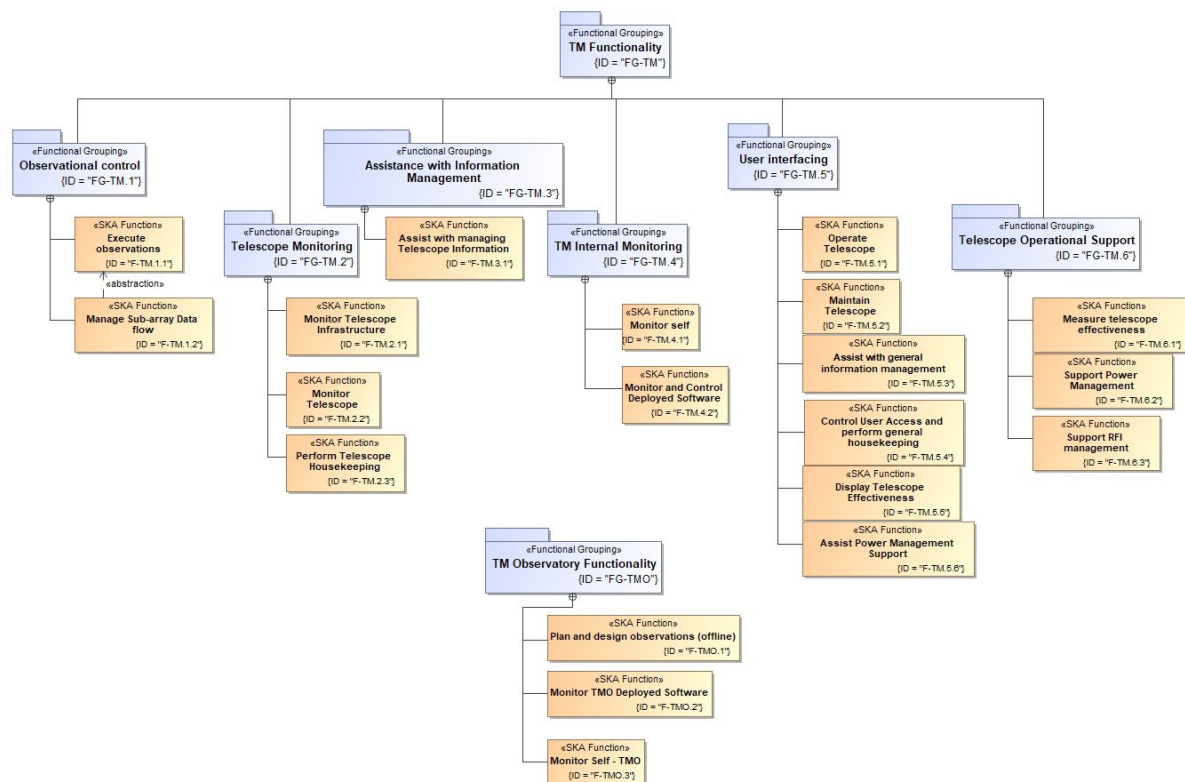 «Functional Grouping»
TM Functionality
{ID = "FG-TM"}
«Functional Grouping»
Observational control
{ID = "FG-TM.1"}
«SKA Function»
Execute
observations
{ID = "F-TM.1.1"}
«abstraction»
«SKA Function»
Manage Sub-array Data
flow
{ID = "F-TM.1.2"}
«Functional Grouping»
Telescope Monitoring
{ID = "FG-TM.2"}
«SKA Function»
Monitor Telescope
Infrastructure
{ID = "F-TM.2.1"}
«SKA Function»
Monitor
Telescope
{ID = "F-TM.2.2"}
«SKA Function»
Perform Telescope
Housekeeping
{ID = "F-TM.2.3"}
«Functional Grouping»
Assistance with Information
Management
{ID = "FG-TM.3"}
«SKA Function»
Assist with managing
Telescope Information
{ID = "F-TM.3.1"}
«Functional Grouping»
TM Internal Monitoring
{ID = "FG-TM.4"}
«SKA Function»
Monitor self
{ID = "F-TM.4.1"}
«SKA Function»
Monitor and Control
Deployed Software
{ID = "F-TM.4.2"}
«Functional Grouping»
User interfacing
{ID = "FG-TM.5"}
«SKA Function»
Operate
Telescope
{ID = "F-TM.5.1"}
«SKA Function»
Maintain
Telescope
{ID = "F-TM.5.2"}
«SKA Function»
Assist with general
information management
{ID = "F-TM.5.3"}
«SKA Function»
Control User Access and
perform general
housekeeping
{ID = "F-TM.5.4"}
«SKA Function»
Display Telescope
Effectiveness
{ID = "F-TM.5.5"}
«SKA Function»
Assist Power Management
Support
{ID = "F-TM.5.6"}
«Functional Grouping»
Telescope Operational Support
{ID = "FG-TM.6"}
«SKA Function»
Measure telescope
effectiveness
{ID = "F-TM.6.1"}
«SKA Function»
Support Power
Management
{ID = "F-TM.6.2"}
«SKA Function»
Support RFI
management
{ID = "F-TM.6.3"}
«Functional Grouping»
TM Observatory Functionality
{ID = "FG-TMO"}
«SKA Function»
Plan and design observations (offline)
{ID = "F-TMO.1"}
«SKA Function»
Monitor TMO Deployed Software
{ID = "F-TMO.2"}
«SKA Function»
Monitor Self - TMO
{ID = "F-TMO.3"}